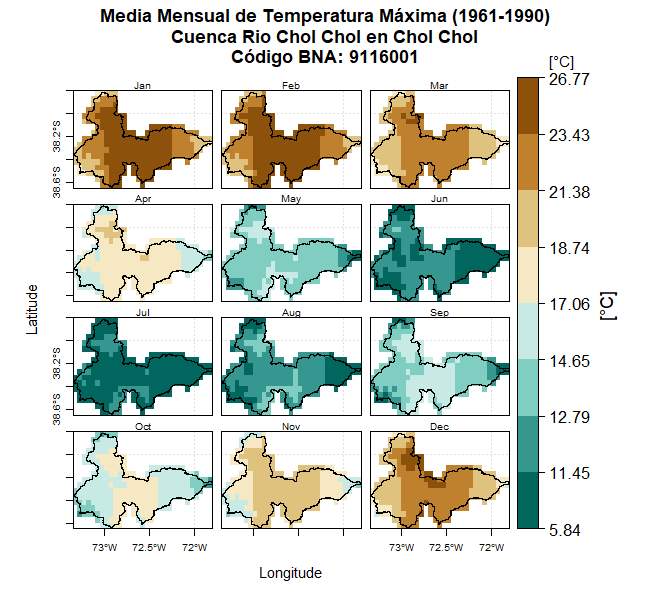 Media Mensual de Temperatura Máxima (1961-1990)
Cuenca Rio Chol Chol en Chol Chol
Código BNA: 9116001
[°C]
Jan Feb Mar
38.2°S
38.6°S
Apr May Jun
Jul Aug Sep
38.2°S
38.6°S
Oct Nov Dec
73°W 72.5°W 72°W 73°W 72.5°W 72°W
Latitude
Longitude
26.77
23.43
21.38
18.74
17.06
14.65
12.79
11.45
5.84
[°C]